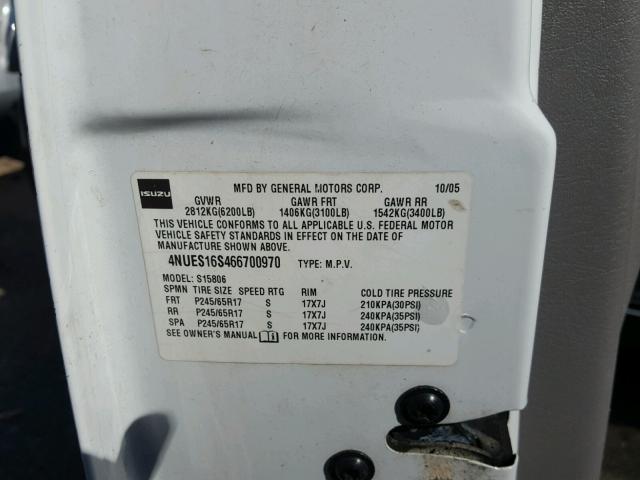 ISUZU MFD BY GENERAL MOTORS CORP. 10/05
GVWR GAWR FRT GAWR RR
2812KG(6200LB) 1406KG(3100LB) 1542KG(3400LB)
THIS VEHICLE CONFORMS TO ALL APPLICABLE U.S. FEDERAL MOTOR
VEHICLE SAFETY STANDARDS IN EFFECT ON THE DATE OF
MANUFACTURE SHOWN ABOVE.
4NUES16S466700970 TYPE: M.P.V.
MODEL: S15806
SPMN TIRE SIZE SPEED RTG RIM COLD TIRE PRESSURE
FRT P245/65R17 S 17X7J 210KPA(30PSI)
RR P245/65R17 S 17X7J 240KPA(35PSI)
SPA P245/65R17 S 17X7J 240KPA(35PSI)
SEE OWNER'S MANUAL FOR MORE INFORMATION.